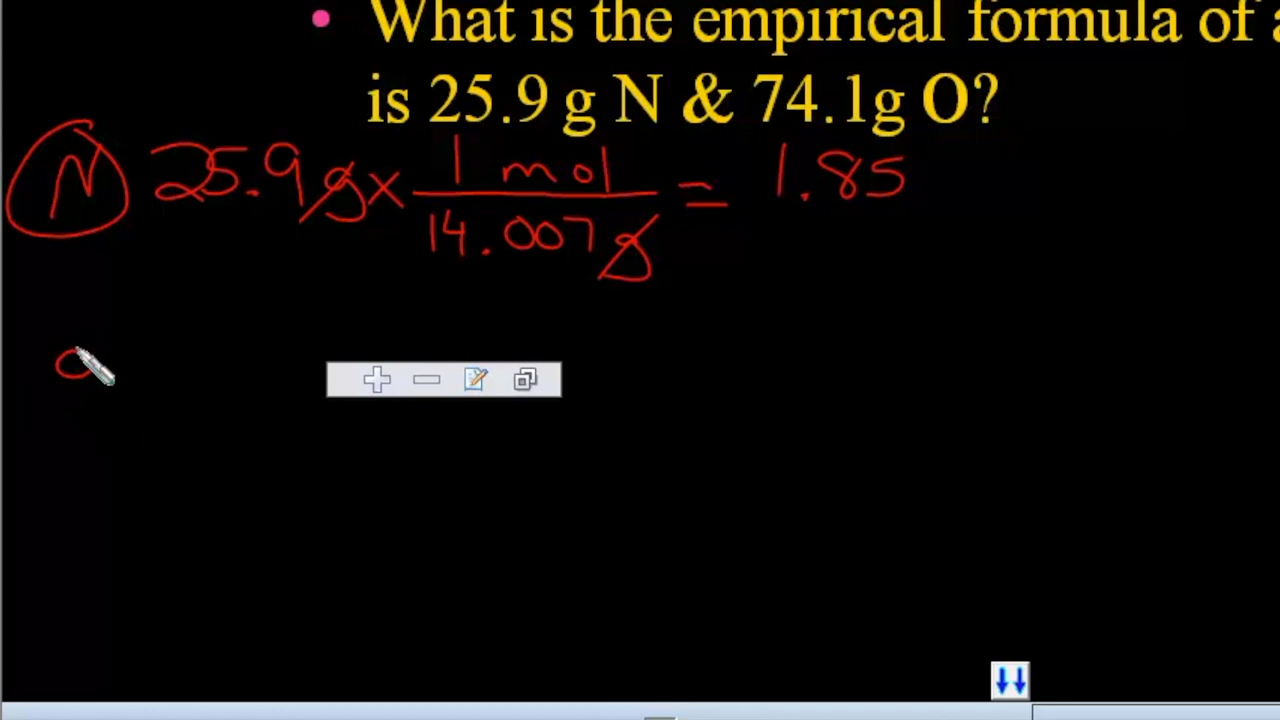 • What is the empirical formula of
is 25.9 g N & 74.1g O?
N 25.9 g x 1 mol / 14.007 g = 1.85